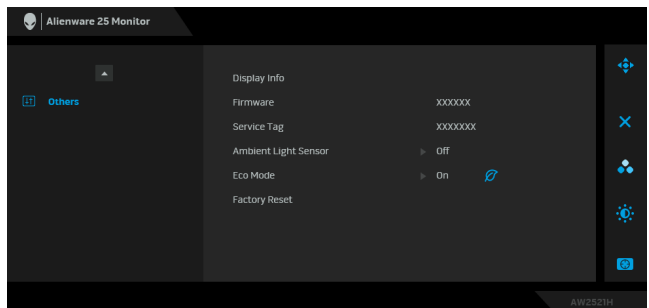 Alienware 25 Monitor
Others
Display Info
Firmware XXXXXX
Service Tag XXXXXXX
Ambient Light Sensor Off
Eco Mode On
Factory Reset
AW2521H